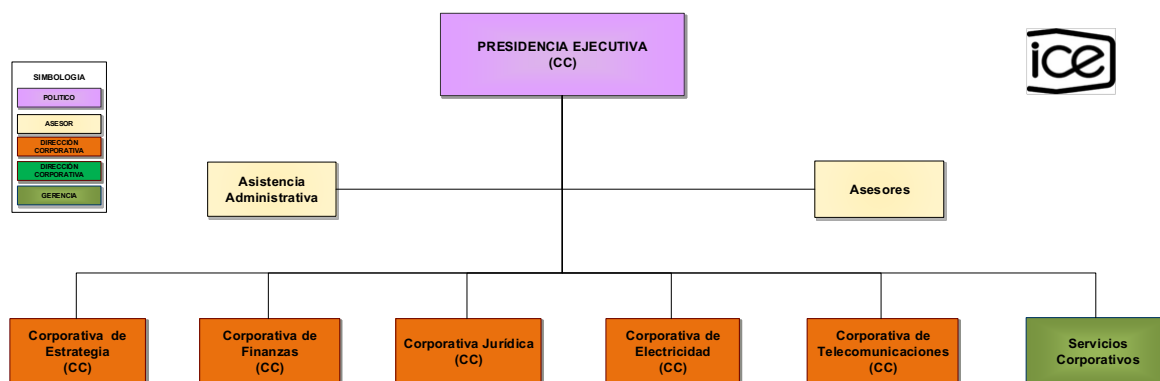 PRESIDENCIA EJECUTIVA
(CC)
ice
SIMBOLOGIA
POLITICO
ASESOR
DIRECCIÓN
CORPORATIVA
DIRECCIÓN
CORPORATIVA
GERENCIA
Asistencia
Administrativa
Asesores
Corporativa de
Estrategia
(CC)
Corporativa de
Finanzas
(CC)
Corporativa Jurídica
(CC)
Corporativa de
Electricidad
(CC)
Corporativa de
Telecomunicaciones
(CC)
Servicios
Corporativos